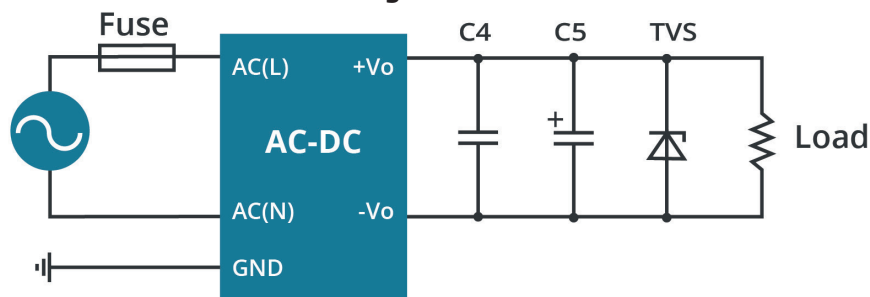 Fuse
C4 C5 TVS
AC(L) +Vo
AC-DC
+
Load
AC(N) -Vo
GND